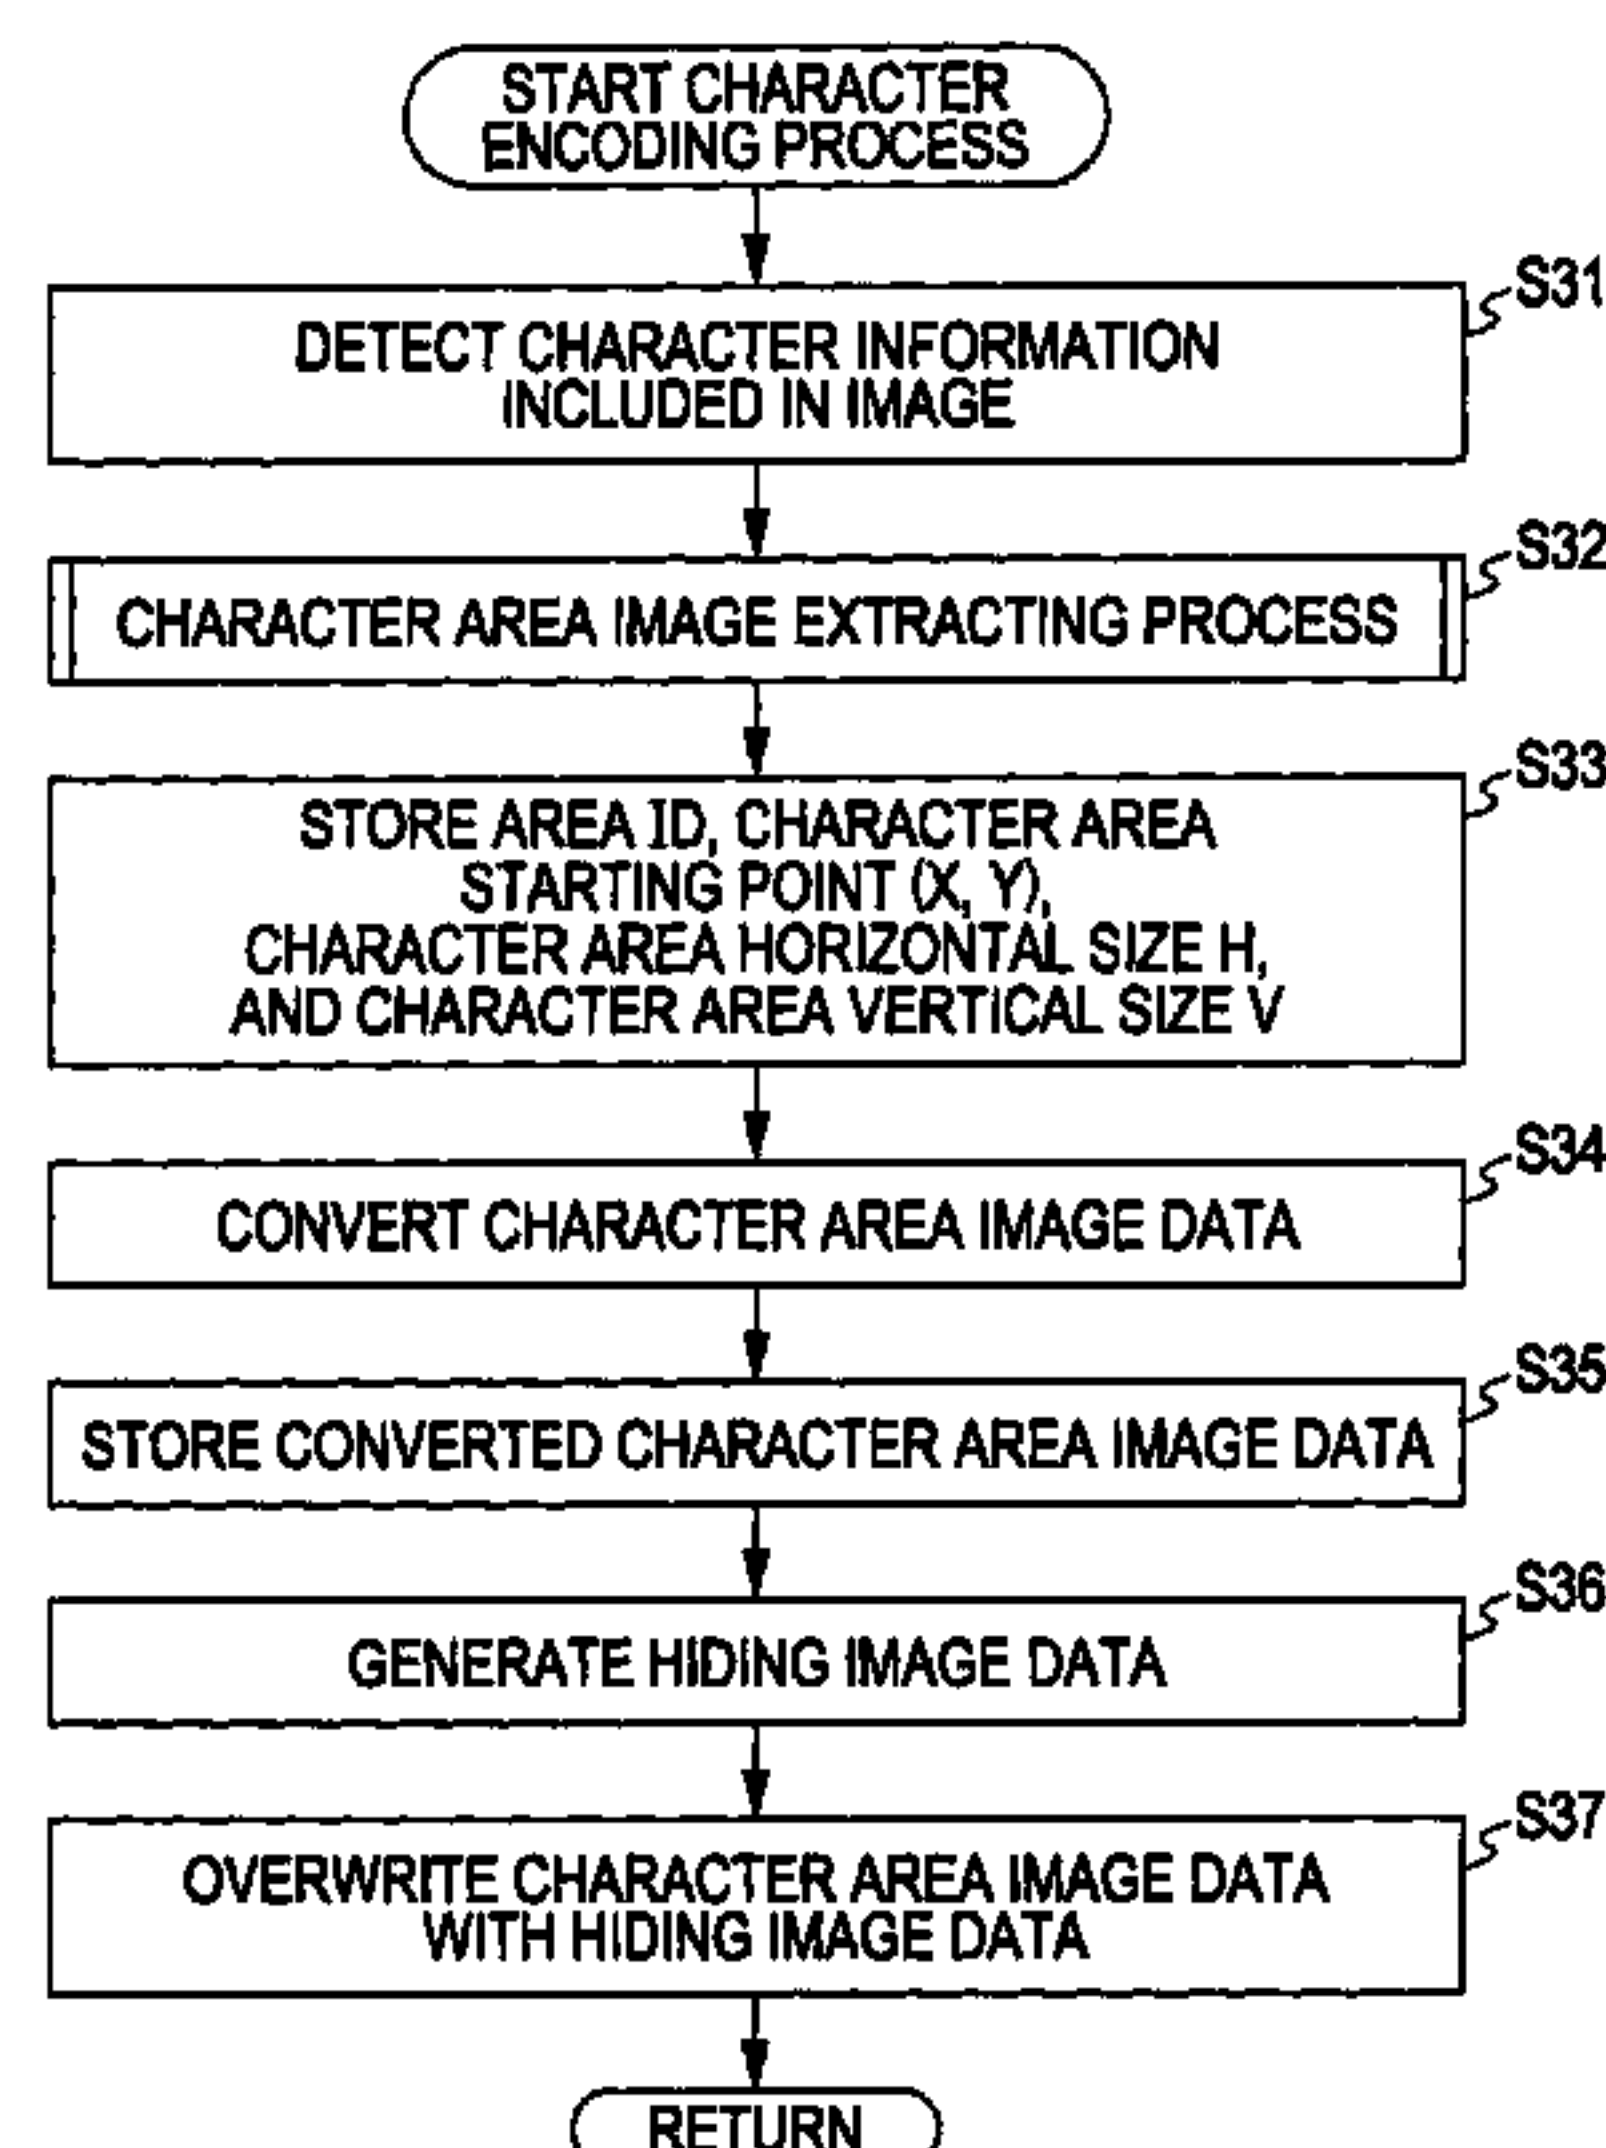 START CHARACTER
ENCODING PROCESS
S31
DETECT CHARACTER INFORMATION
INCLUDED IN IMAGE
S32
CHARACTER AREA IMAGE EXTRACTING PROCESS
S33
STORE AREA ID, CHARACTER AREA
STARTING POINT (X, Y),
CHARACTER AREA HORIZONTAL SIZE H,
AND CHARACTER AREA VERTICAL SIZE V
S34
CONVERT CHARACTER AREA IMAGE DATA
S35
STORE CONVERTED CHARACTER AREA IMAGE DATA
S36
GENERATE HIDING IMAGE DATA
S37
OVERWRITE CHARACTER AREA IMAGE DATA
WITH HIDING IMAGE DATA
RETURN